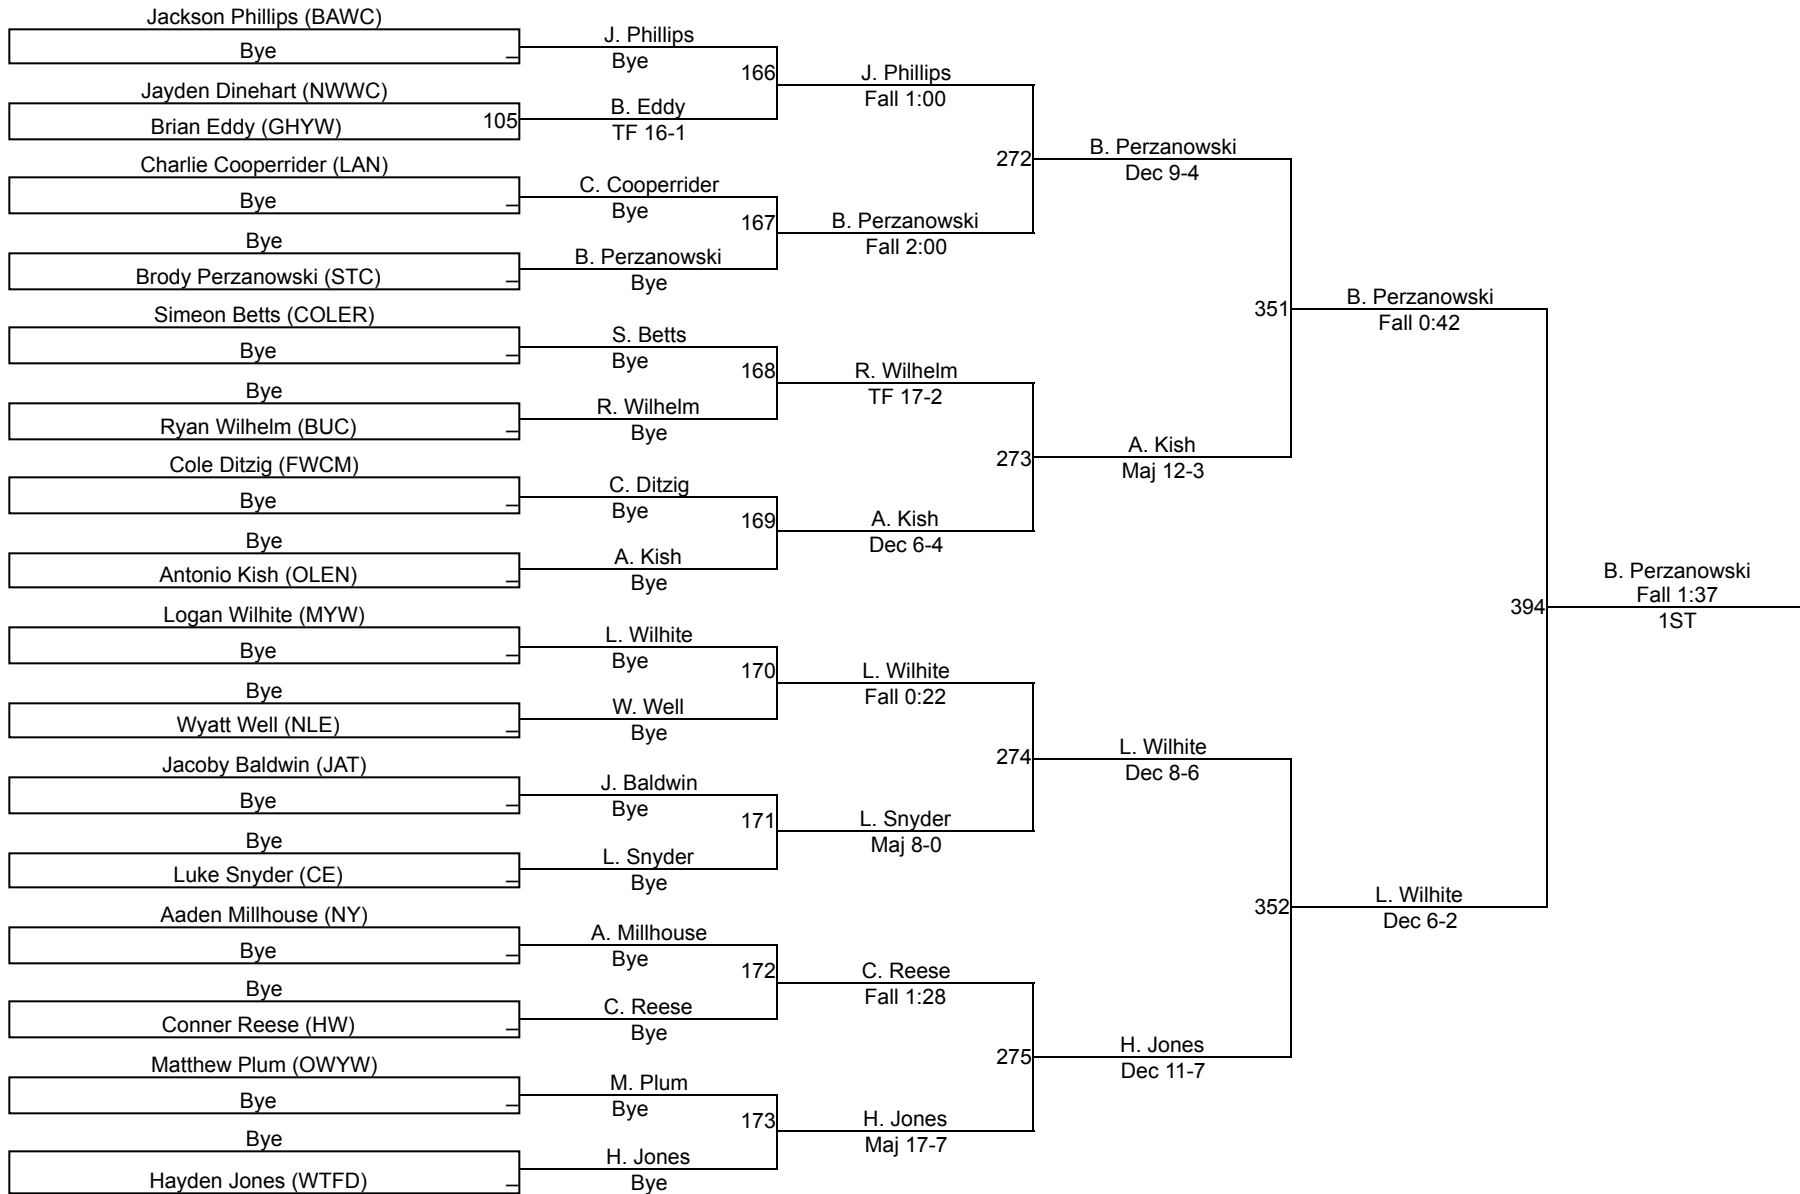 Jackson Phillips (BAWC)
Bye
_
Jayden Dinehart (NWWC)
Brian Eddy (GHYW)
105
Charlie Cooperrider (LAN)
Bye
_
Bye
Brody Perzanowski (STC)
_
Simeon Betts (COLER)
Bye
_
Bye
Ryan Wilhelm (BUC)
_
Cole Ditzig (FWCM)
Bye
_
Bye
Antonio Kish (OLEN)
_
Logan Wilhite (MYW)
Bye
_
Bye
Wyatt Well (NLE)
_
Jacoby Baldwin (JAT)
Bye
_
Bye
Luke Snyder (CE)
_
Aaden Millhouse (NY)
Bye
_
Bye
Conner Reese (HW)
_
Matthew Plum (OWYW)
Bye
_
Bye
Hayden Jones (WTFD)
_
J. Phillips
Bye
166
B. Eddy
TF 16-1
C. Cooperrider
Bye
167
B. Perzanowski
Bye
S. Betts
Bye
168
R. Wilhelm
Bye
C. Ditzig
Bye
169
A. Kish
Bye
L. Wilhite
Bye
170
W. Well
Bye
J. Baldwin
Bye
171
L. Snyder
Bye
A. Millhouse
Bye
172
C. Reese
Bye
M. Plum
Bye
173
H. Jones
Bye
J. Phillips
Fall 1:00
272
B. Perzanowski
Fall 2:00
R. Wilhelm
TF 17-2
273
A. Kish
Dec 6-4
L. Wilhite
Fall 0:22
274
L. Snyder
Maj 8-0
C. Reese
Fall 1:28
275
H. Jones
Maj 17-7
B. Perzanowski
Dec 9-4
351
A. Kish
Maj 12-3
L. Wilhite
Dec 8-6
352
H. Jones
Dec 11-7
B. Perzanowski
Fall 0:42
394
L. Wilhite
Dec 6-2
B. Perzanowski
Fall 1:37
1ST